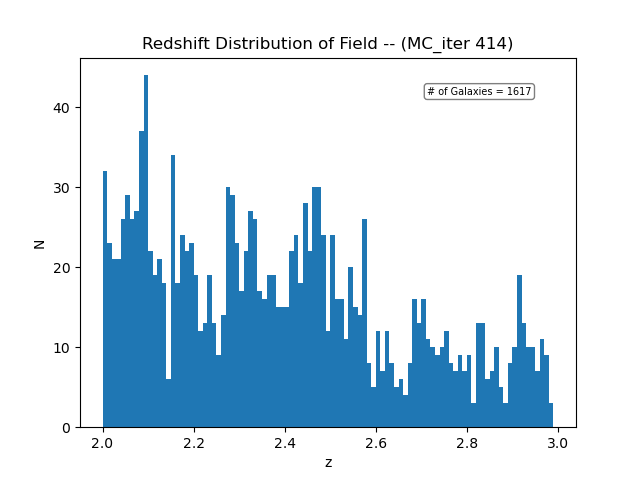 Redshift Distribution of Field -- (MC_iter 414)
# of Galaxies = 1617
N
40
30
20
10
0
2.0 2.2 2.4 2.6 2.8 3.0
z